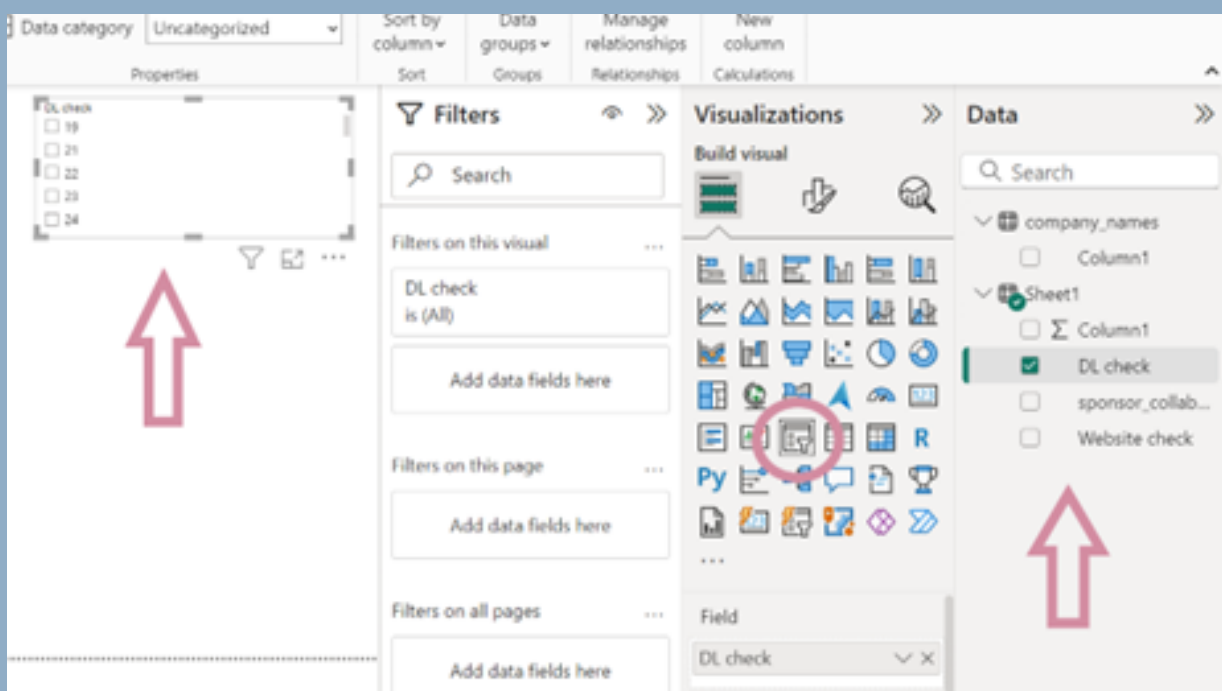 Data category Uncategorized
Properties
Sort by
column
Sort
Data
groups
Groups
Manage
relationships
Relationships
New
column
Calculations
DL check
19
21
22
23
24
Filters
Search
Filters on this visual ...
DL check
is (All)
Add data fields here
Filters on this page ...
Add data fields here
Filters on all pages ...
Add data fields here
Visualizations
Build visual
123
R
Py
...
Field
DL check
Data
Search
company_names
Column1
Sheet1
Σ Column1
DL check
sponsor_collab...
Website check